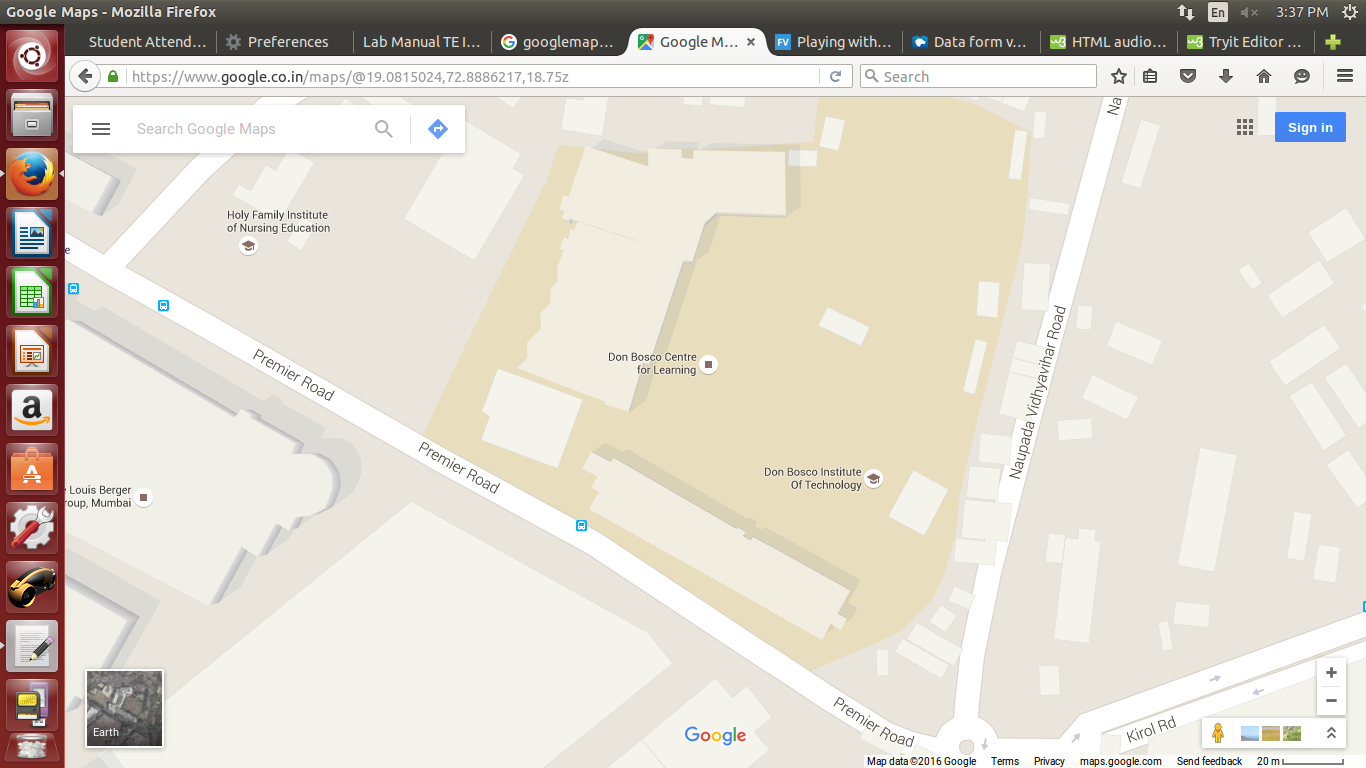 Google Maps - Mozilla Firefox
En
3:37 PM
Student Attend...
Preferences
Lab Manual TE I...
googlemap...
Google M...
Playing with...
Data form v...
HTML audio...
Tryit Editor ...
https://www.google.co.in/maps/@19.0815024,72.8886217,18.75z
Search
Search Google Maps
Sign in
Holy Family Institute
of Nursing Education
Premier Road
Don Bosco Centre
for Learning
Naupada Vidhyavihar Road
Premier Road
Don Bosco Institute
Of Technology
Louis Berger
roup, Mumbai
Earth
Google
Premier Road
Kirol Rd
Map data ©2016 Google
Terms
Privacy
maps.google.com
Send feedback
20 m